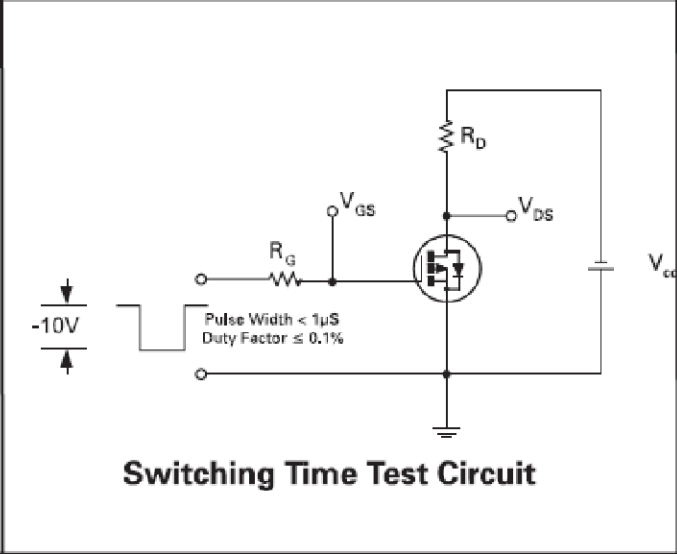 R_D
V_GS
V_DS
R_G
-10V
Pulse Width < 1µS
Duty Factor ≤ 0.1%
Switching Time Test Circuit